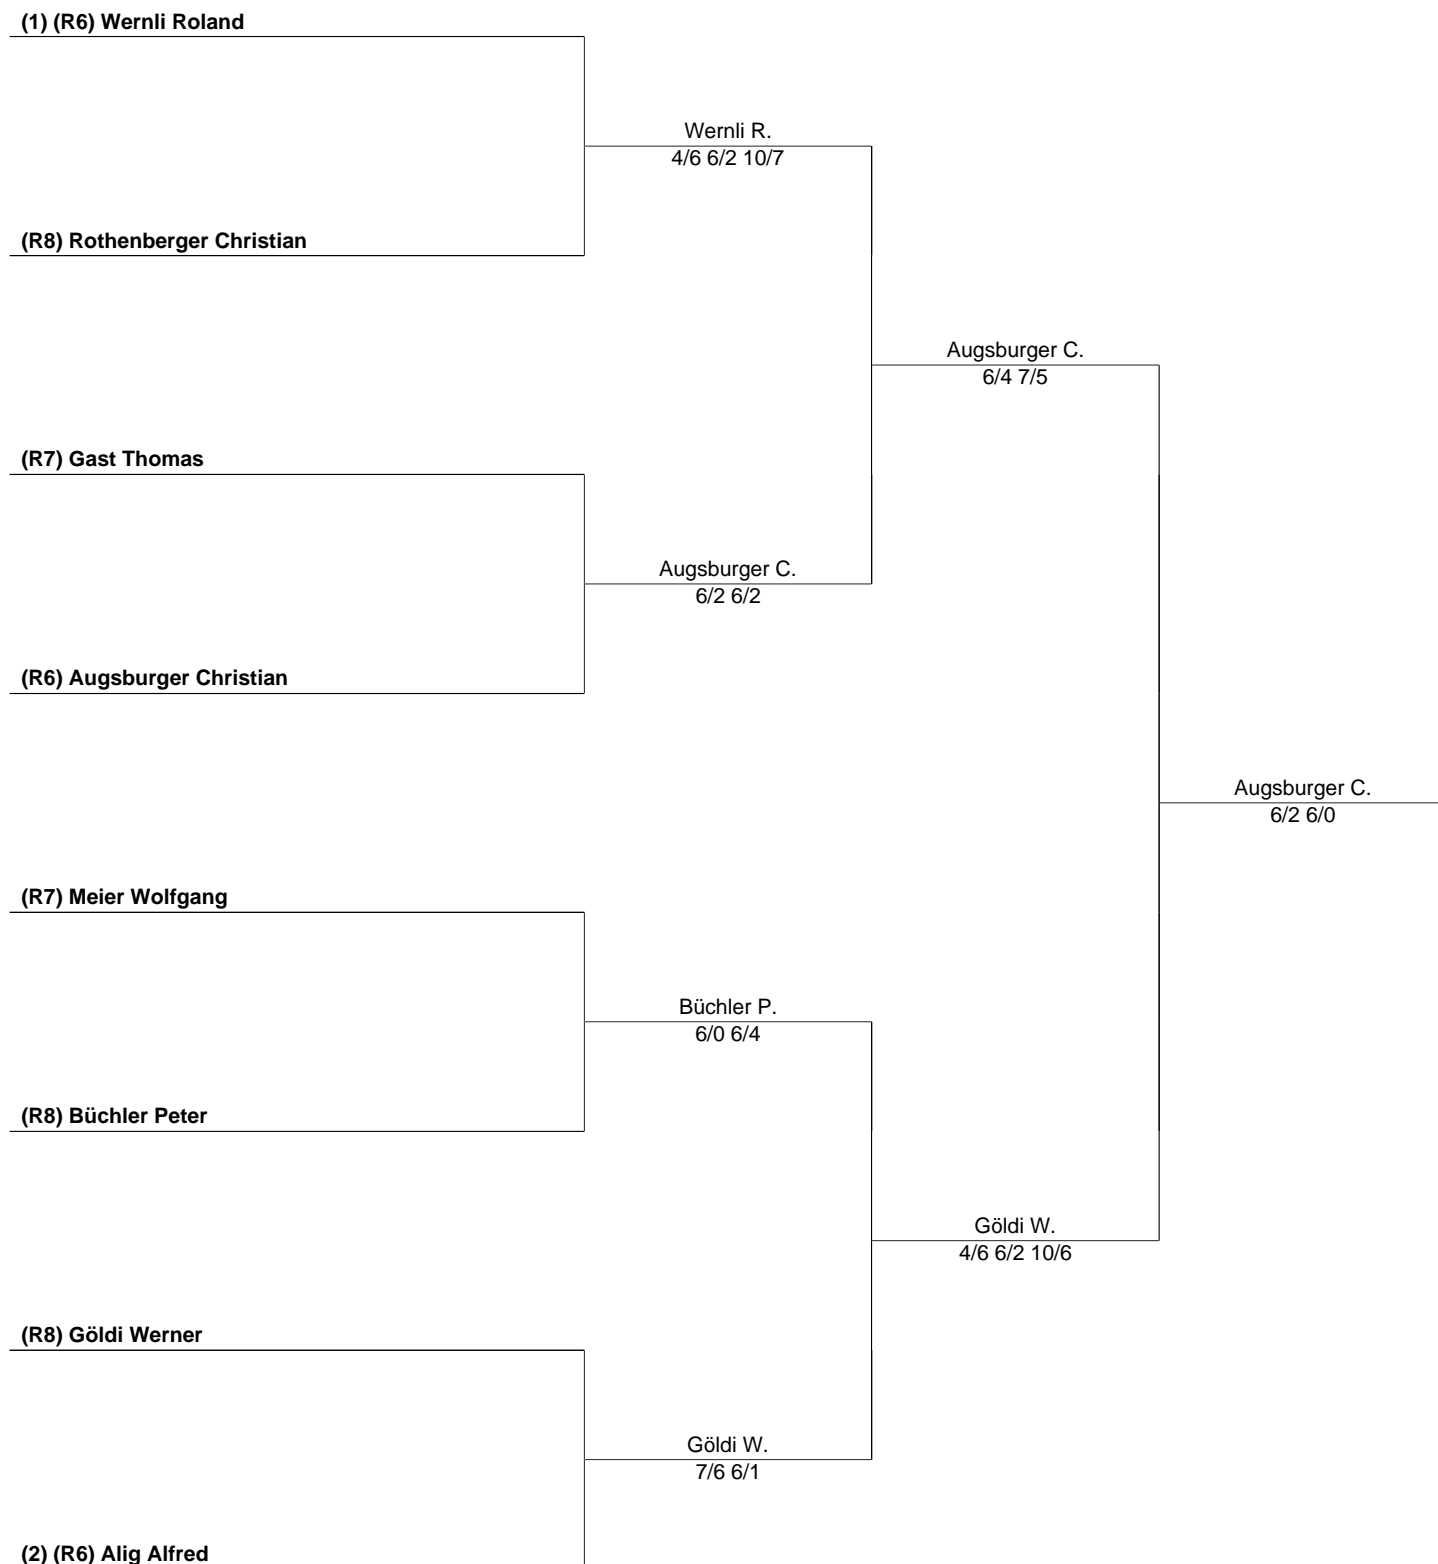 (1) (R6) Wernli Roland
Wernli R.
4/6 6/2 10/7
(R8) Rothenberger Christian
Augsburger C.
6/4 7/5
(R7) Gast Thomas
Augsburger C.
6/2 6/2
(R6) Augsburger Christian
Augsburger C.
6/2 6/0
(R7) Meier Wolfgang
Büchler P.
6/0 6/4
(R8) Büchler Peter
Göldi W.
4/6 6/2 10/6
(R8) Göldi Werner
Göldi W.
7/6 6/1
(2) (R6) Alig Alfred